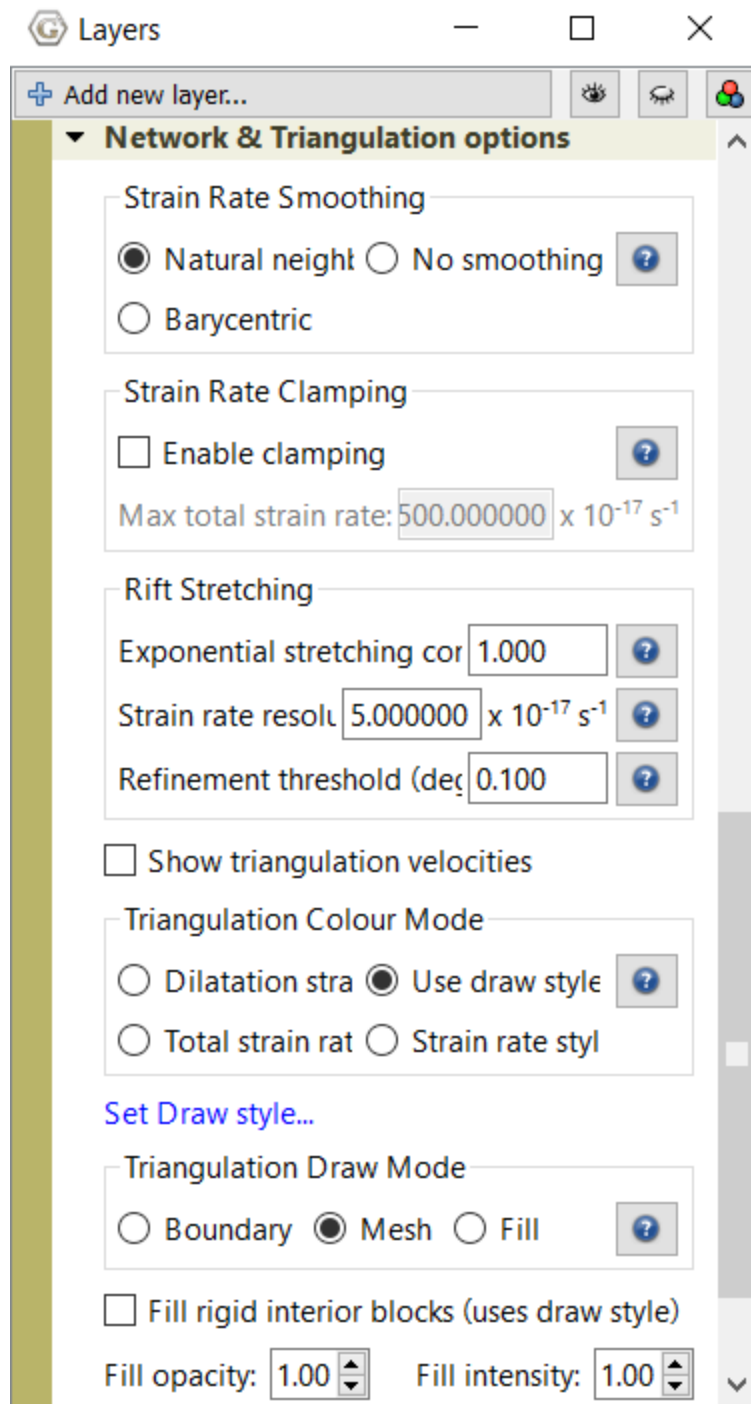 Layers
Add new layer...
Network & Triangulation options
Strain Rate Smoothing
Natural neighb No smoothing
Barycentric
Strain Rate Clamping
Enable clamping
Max total strain rate: 500.000000 x 10⁻¹⁷ s⁻¹
Rift Stretching
Exponential stretching cor 1.000
Strain rate resolu 5.000000 x 10⁻¹⁷ s⁻¹
Refinement threshold (deg 0.100
Show triangulation velocities
Triangulation Colour Mode
Dilatation stra Use draw style
Total strain rat Strain rate styl
Set Draw style...
Triangulation Draw Mode
Boundary Mesh Fill
Fill rigid interior blocks (uses draw style)
Fill opacity: 1.00 Fill intensity: 1.00